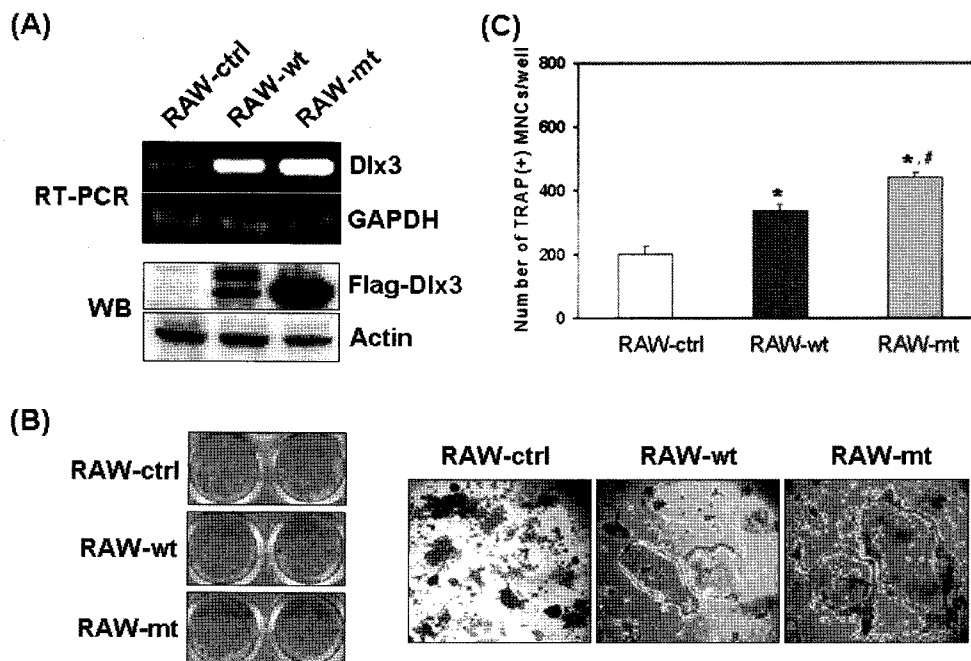 (A)
RAW-ctrl
RAW-wt
RAW-mt
RT-PCR
Dlx3
GAPDH
WB
Flag-Dlx3
Actin
(C)
Number of TRAP(+) MNCs/well
800
600
400
200
0
*
*, #
RAW-ctrl
RAW-wt
RAW-mt
(B)
RAW-ctrl
RAW-wt
RAW-mt
RAW-ctrl
RAW-wt
RAW-mt